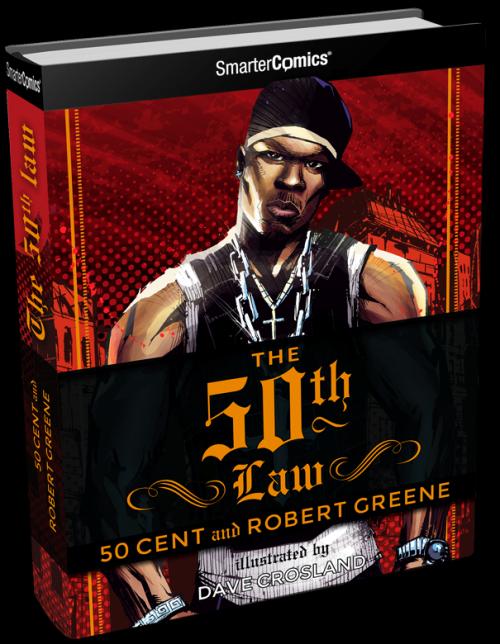 SmarterComics®
SmarterComics®
The 50th law
50 CENT and
ROBERT GREENE
THE
50th
Law
50 CENT and ROBERT GREENE
illustrated by
DAVE CROSLAND